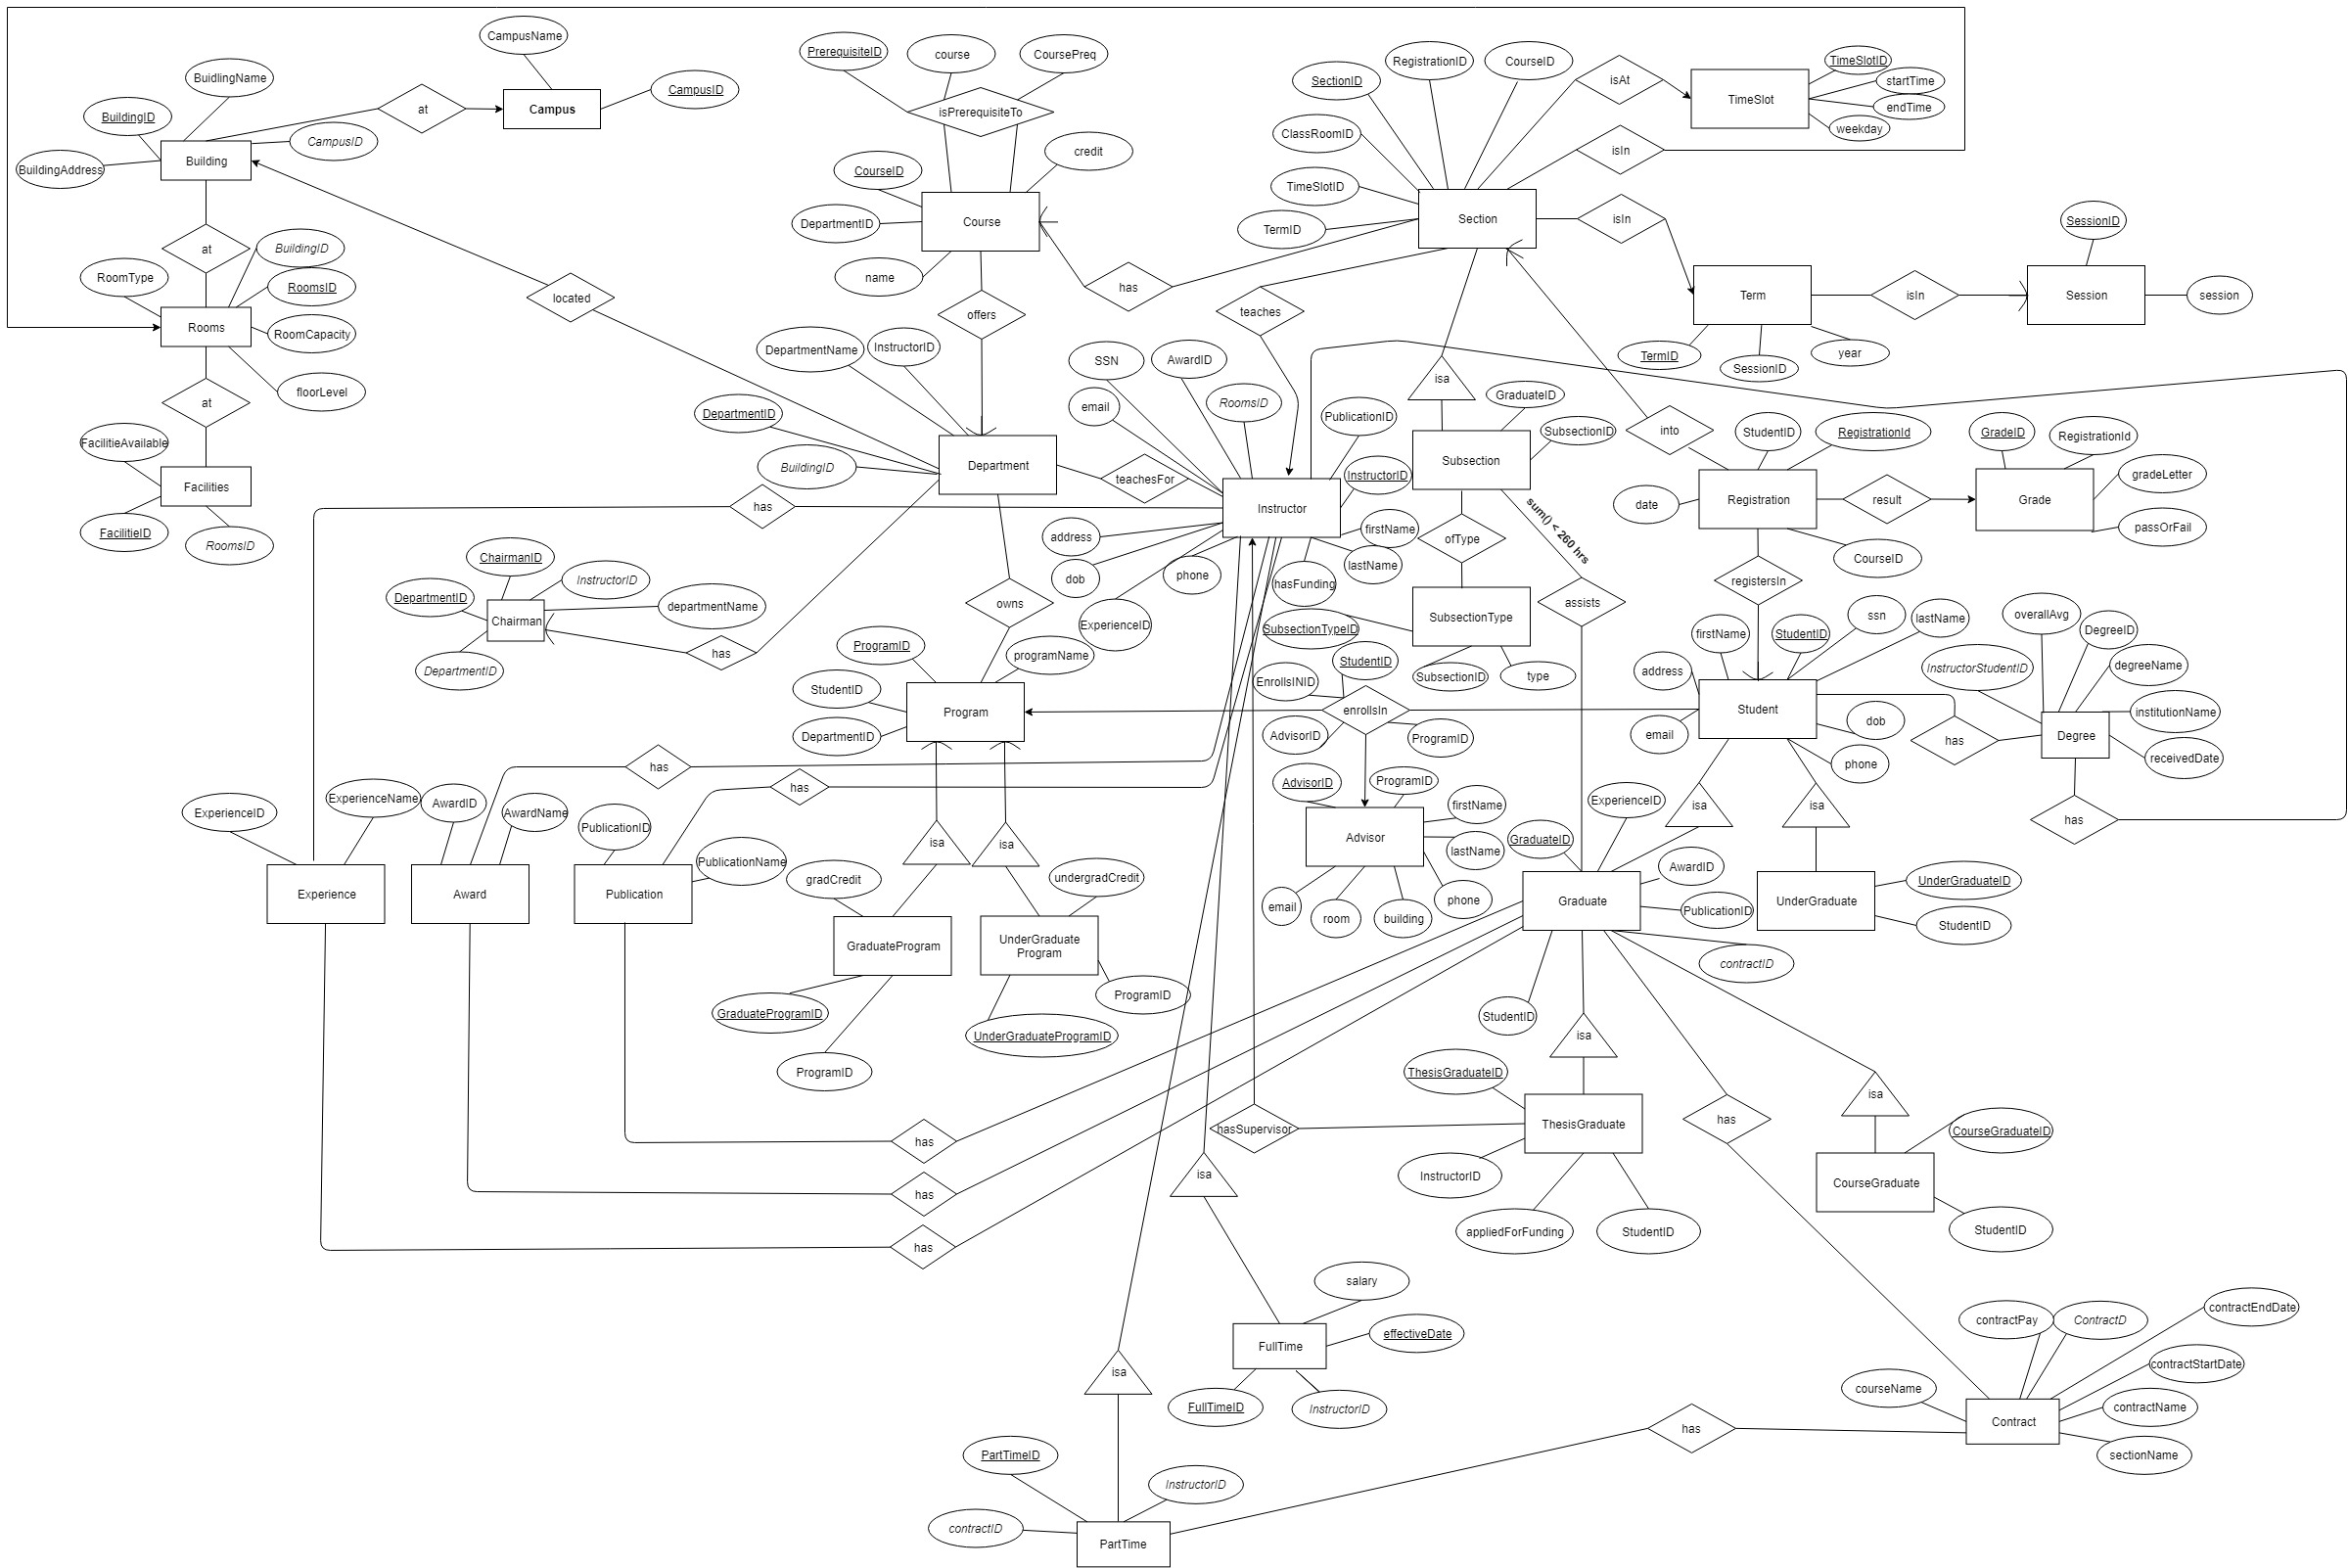 CampusName
BuidlingName
CampusID
BuildingID
at
Campus
CampusID
BuildingAddress
Building
at
BuildingID
RoomsID
RoomType
Rooms
RoomCapacity
floorLevel
at
FacilitieAvailable
Facilities
FacilitieID
RoomsID
located
PrerequisiteID
course
CoursePreq
isPrerequisiteTo
credit
CourseID
DepartmentID
Course
name
has
offers
SectionID
RegistrationID
CourseID
ClassRoomID
TimeSlotID
TermID
Section
isAt
TimeSlot
TimeSlotID
startTime
endTime
weekday
isIn
isIn
Term
TermID
SessionID
year
isIn
Session
SessionID
session
DepartmentName
InstructorID
DepartmentID
BuildingID
Department
teachesFor
teaches
SSN
AwardID
email
RoomsID
PublicationID
InstructorID
Instructor
address
dob
ExperienceID
phone
hasFunding
firstName
lastName
isa
GraduateID
SubsectionID
Subsection
sum() < 260 hrs
ofType
SubsectionType
SubsectionTypeID
SubsectionID
type
assists
into
StudentID
RegistrationId
Registration
date
CourseID
result
GradeID
RegistrationId
gradeLetter
Grade
passOrFail
registersIn
has
ChairmanID
InstructorID
DepartmentID
departmentName
Chairman
DepartmentID
has
owns
ProgramID
programName
StudentID
DepartmentID
Program
StudentID
EnrollsINID
enrollsIn
AdvisorID
ProgramID
firstName
StudentID
ssn
lastName
address
email
Student
dob
phone
overallAvg
DegreeID
InstructorStudentID
degreeName
institutionName
receivedDate
Degree
has
has
has
has
ExperienceID
ExperienceName
AwardID
AwardName
PublicationID
PublicationName
Experience
Award
Publication
isa
isa
gradCredit
undergradCredit
GraduateProgram
UnderGraduate
Program
GraduateProgramID
ProgramID
UnderGraduateProgramID
ProgramID
AdvisorID
ProgramID
firstName
lastName
Advisor
email
room
building
phone
isa
isa
ExperienceID
GraduateID
AwardID
PublicationID
Graduate
contractID
StudentID
UnderGraduate
UnderGraduateID
StudentID
isa
ThesisGraduateID
ThesisGraduate
InstructorID
appliedForFunding
StudentID
hasSupervisor
has
isa
CourseGraduateID
CourseGraduate
StudentID
has
has
has
isa
salary
effectiveDate
FullTime
FullTimeID
InstructorID
isa
PartTimeID
InstructorID
contractID
PartTime
has
contractPay
ContractD
contractEndDate
contractStartDate
courseName
contractName
Contract
sectionName